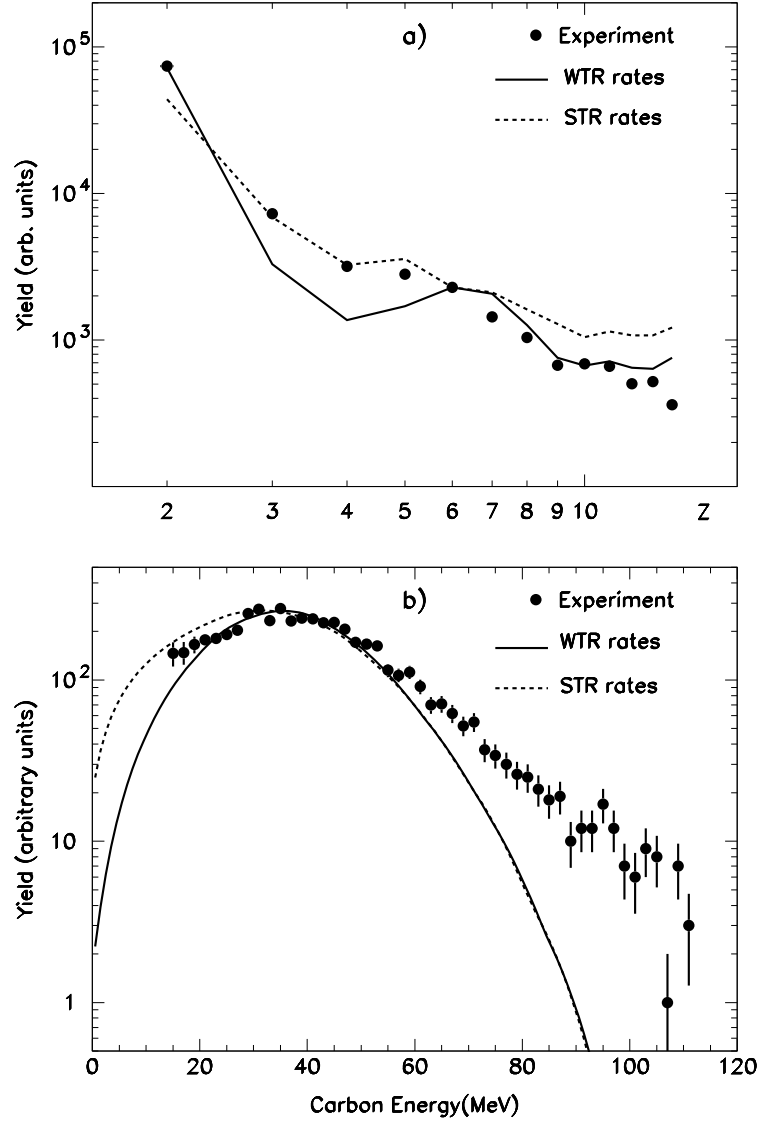 a)
Experiment
WTR rates
STR rates
Yield (arb. units)
10^5
10^4
10^3
2 3 4 5 6 7 8 9 10 Z
b)
Experiment
WTR rates
STR rates
Yield (arbitrary units)
10^2
10
1
0 20 40 60 80 100 120
Carbon Energy(MeV)